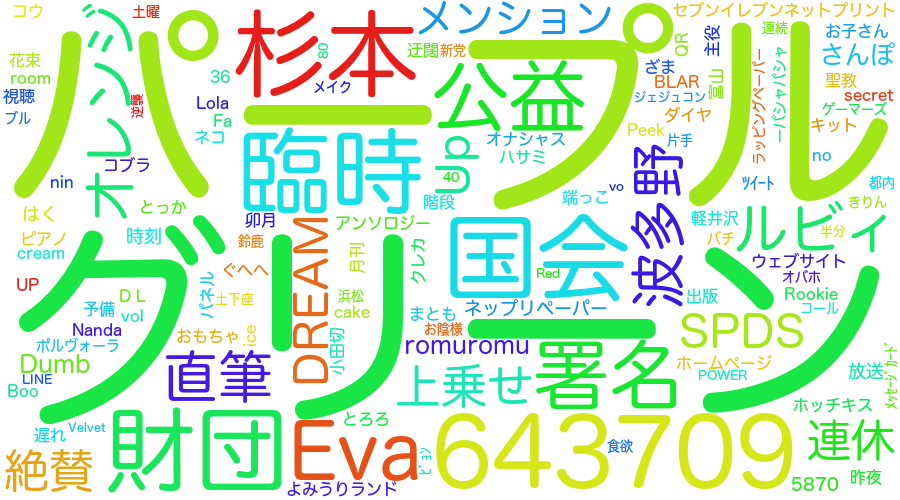 コウ
土曜
パープル
杉本
メンション
セブンイレブンネットプリント
迂闊
新党
80
QR
主役
連続
お子さん
さんぽ
花束
room
視聴
ブル
オレンジ
逆襲
36
Lola
Fa
ネコ
メイク
公益
ざま
BLAR
ジェジュコン
ダイヤ
富山
ラッピングペーパー
ーパシャパシャ
聖教
secret
ゲーマーズ
キット
コブラ
nin
臨時
Up
40
オナシャス
ハサミ
Peek
片手
no
野
ツイート
都内
きりん
はく
とっか
卯月
アンソロジー
階段
端っこ
vo
波多
軽井沢
バチ
ルビィ
半分
ピアノ
cream
時刻
鈴鹿
DREAM
月刊
クレカ
国会
Red
ウェブサイト
オバホ
グリーン
UP
予備
ＤＬ
vol
パネル
ぐへへ
土下座
浜松
cake
まとも
ネップリペーパー
出版
Rookie
コール
Nanda
ポルヴォーラ
おもちゃ
ice
小田切
お陰様
romuromu
SPDS
Dumb
LINE
Boo
直筆
上乗せ
署名
ホームページ
POWER
放送
メッセージカード
遅れ
Velvet
財団
とろろ
Eva
ピョン
643709
食欲
ホッチキス
連休
絶賛
よみうりランド
5870
昨夜